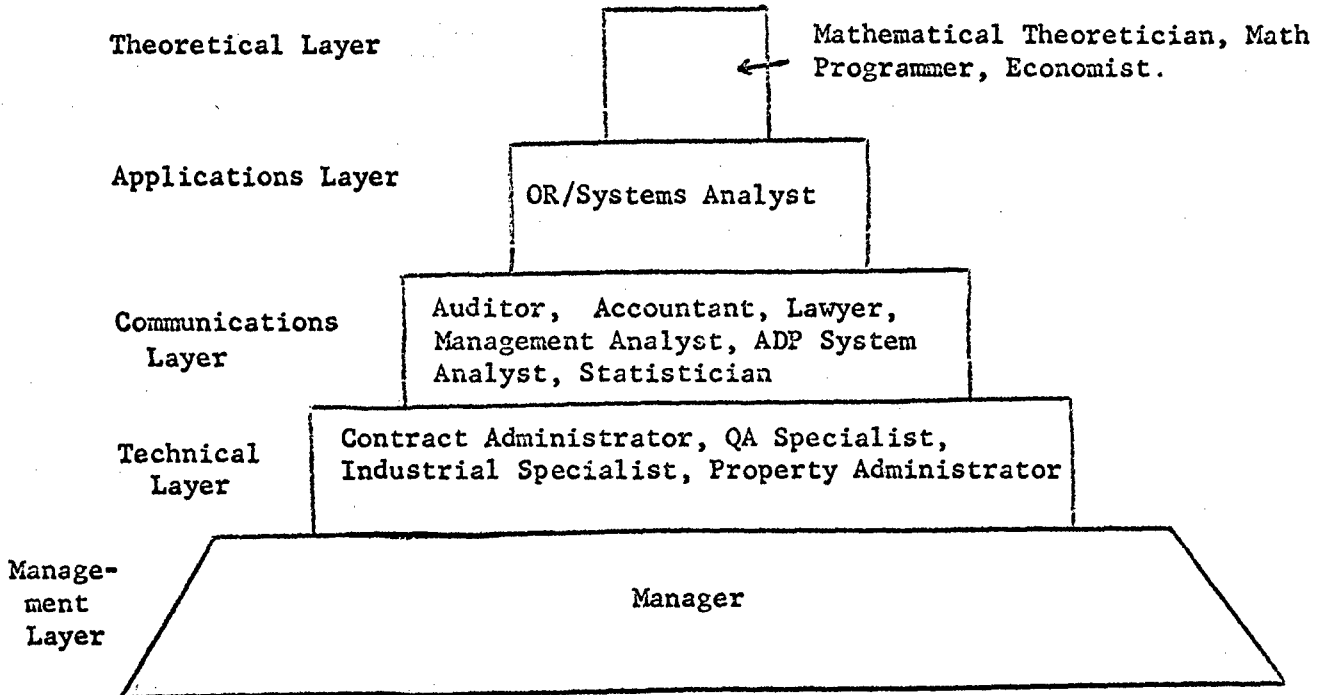 Theoretical Layer
Mathematical Theoretician, Math
Programmer, Economist.
Applications Layer
OR/Systems Analyst
Communications
Layer
Auditor, Accountant, Lawyer,
Management Analyst, ADP System
Analyst, Statistician
Technical
Layer
Contract Administrator, QA Specialist,
Industrial Specialist, Property Administrator
Manage-
ment
Layer
Manager